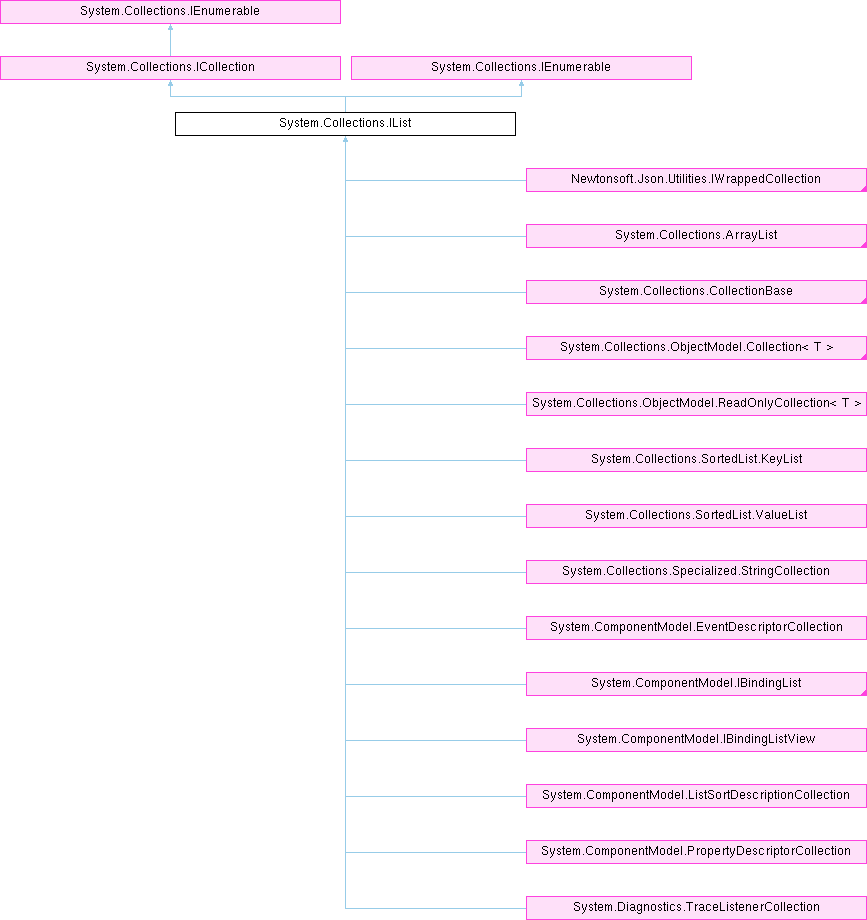 System.Collections.IEnumerable
System.Collections.ICollection
System.Collections.IEnumerable
System.Collections.IList
Newtonsoft.Json.Utilities.IWrappedCollection
System.Collections.ArrayList
System.Collections.CollectionBase
System.Collections.ObjectModel.Collection< T >
System.Collections.ObjectModel.ReadOnlyCollection< T >
System.Collections.SortedList.KeyList
System.Collections.SortedList.ValueList
System.Collections.Specialized.StringCollection
System.ComponentModel.EventDescriptorCollection
System.ComponentModel.IBindingList
System.ComponentModel.IBindingListView
System.ComponentModel.ListSortDescriptionCollection
System.ComponentModel.PropertyDescriptorCollection
System.Diagnostics.TraceListenerCollection